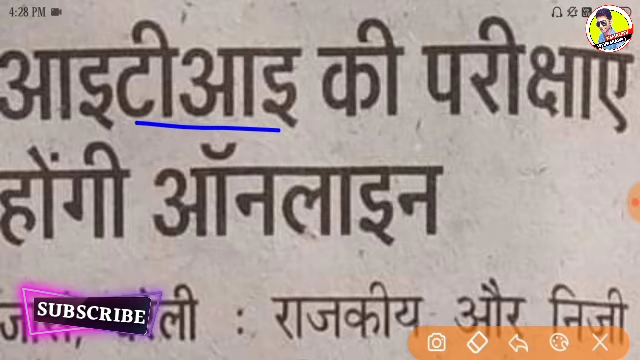 4:28 PM
आइटीआइ की परीक्षाएं
होंगी ऑनलाइन
: राजकीय और निजी
SUBSCRIBE